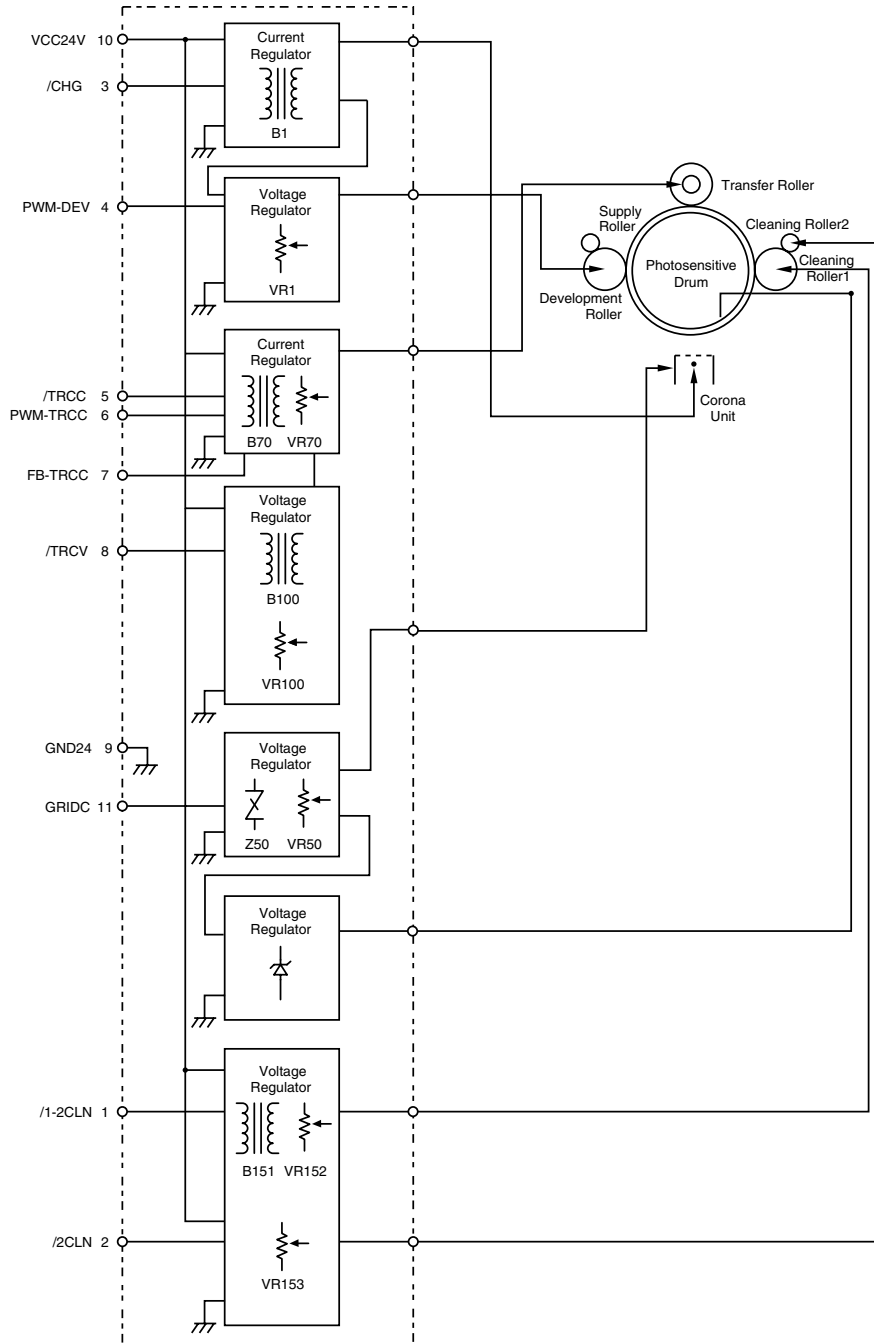 VCC24V 10
/CHG 3
Current
Regulator
B1
PWM-DEV 4
Voltage
Regulator
VR1
/TRCC 5
PWM-TRCC 6
FB-TRCC 7
Current
Regulator
B70 VR70
/TRCV 8
Voltage
Regulator
B100
VR100
GND24 9
GRIDC 11
Voltage
Regulator
Z50 VR50
Voltage
Regulator
/1-2CLN 1
Voltage
Regulator
B151 VR152
/2CLN 2
VR153
Transfer Roller
Supply
Roller
Cleaning Roller2
Photosensitive
Drum
Cleaning
Roller1
Development
Roller
Corona
Unit